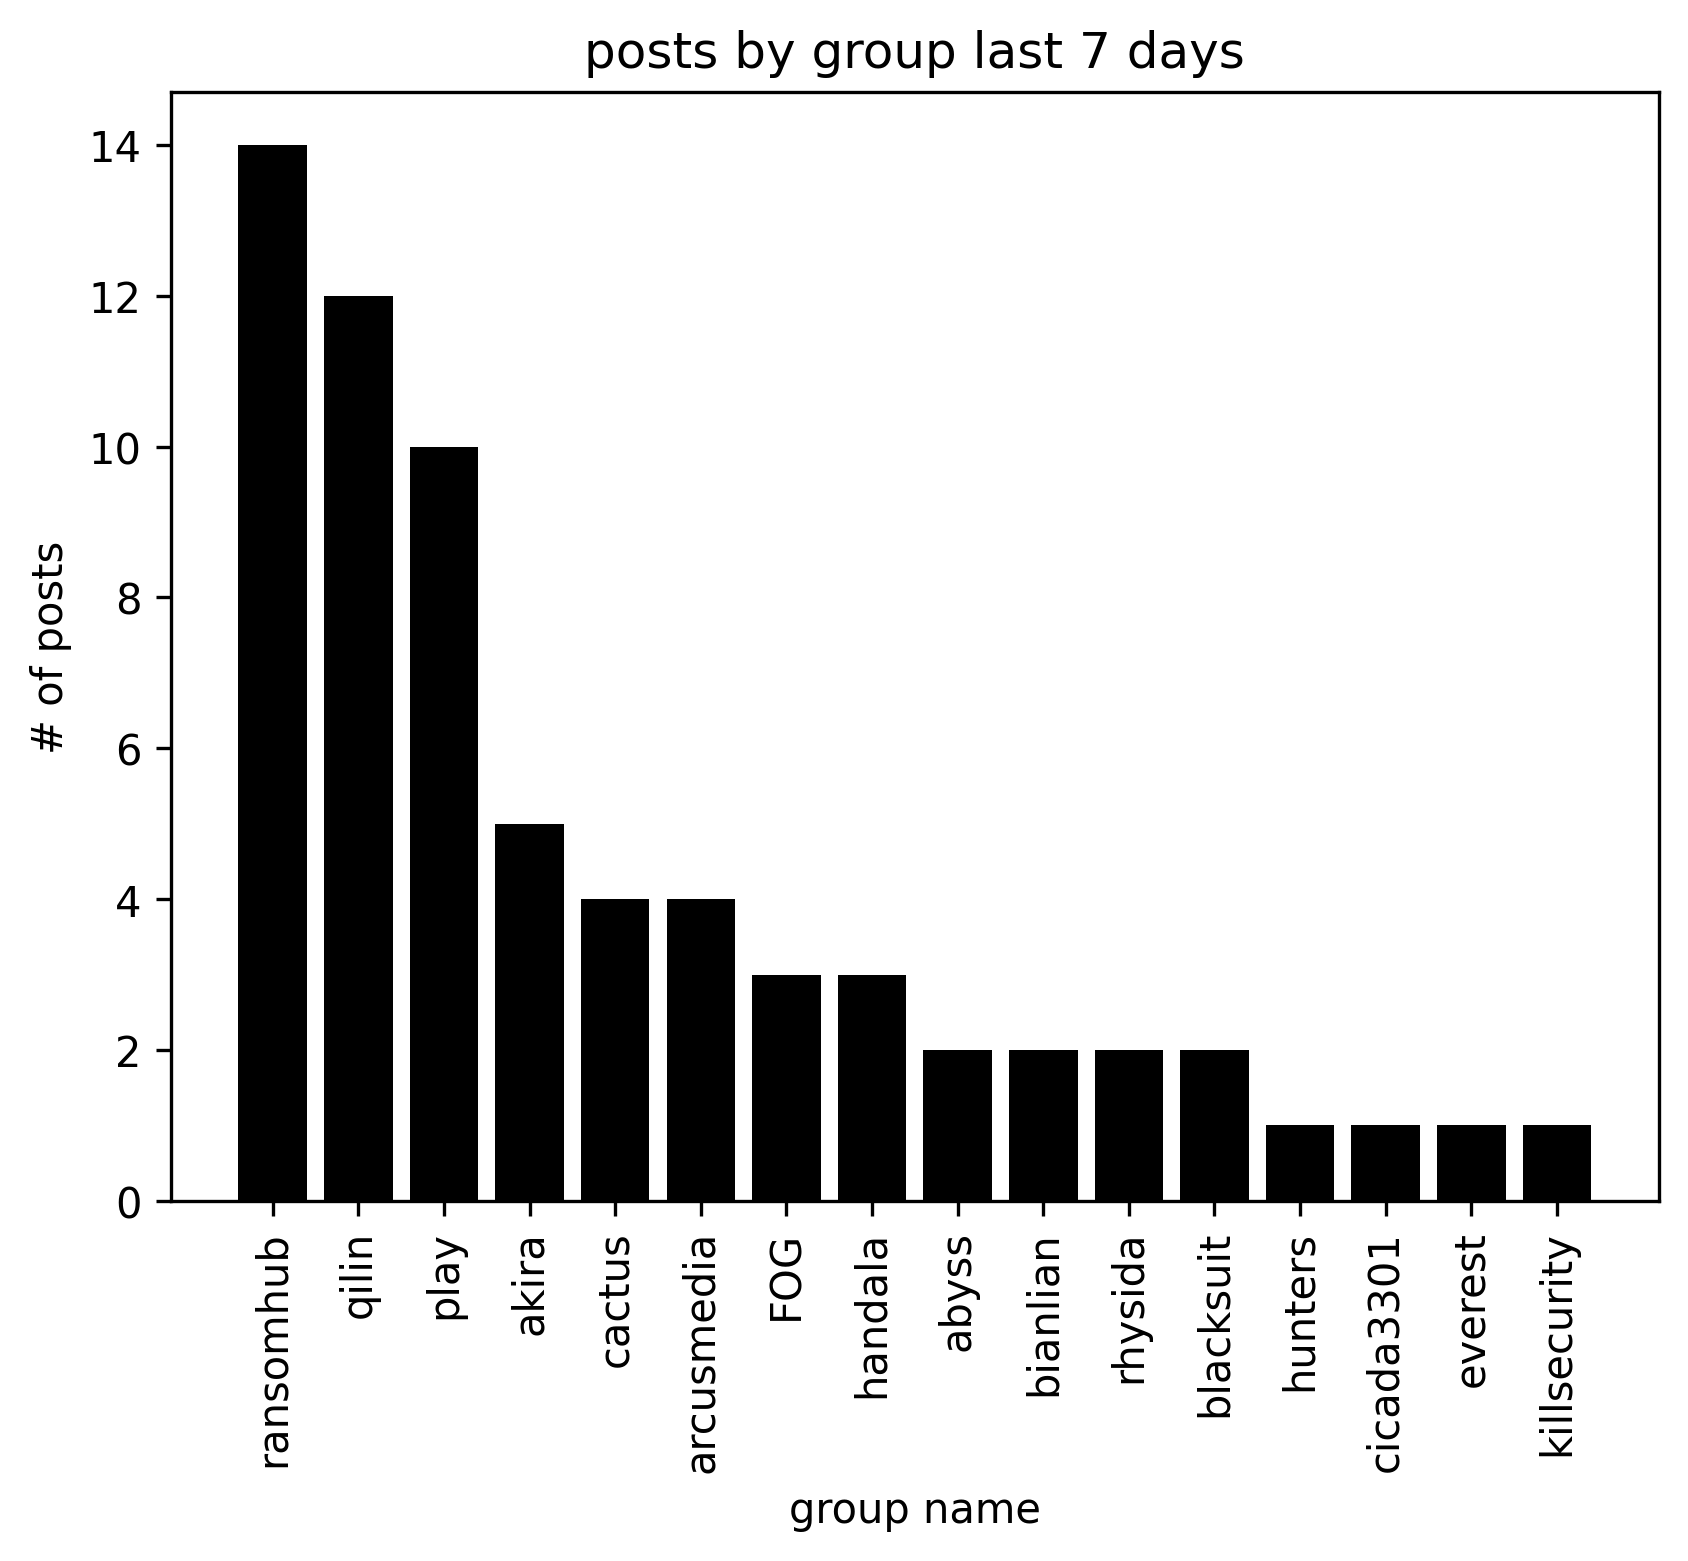 posts by group last 7 days
# of posts
14
12
10
8
6
4
2
0
ransomhub
qilin
play
akira
cactus
arcusmedia
FOG
handala
abyss
bianlian
rhysida
blacksuit
hunters
cicada3301
everest
killsecurity
group name